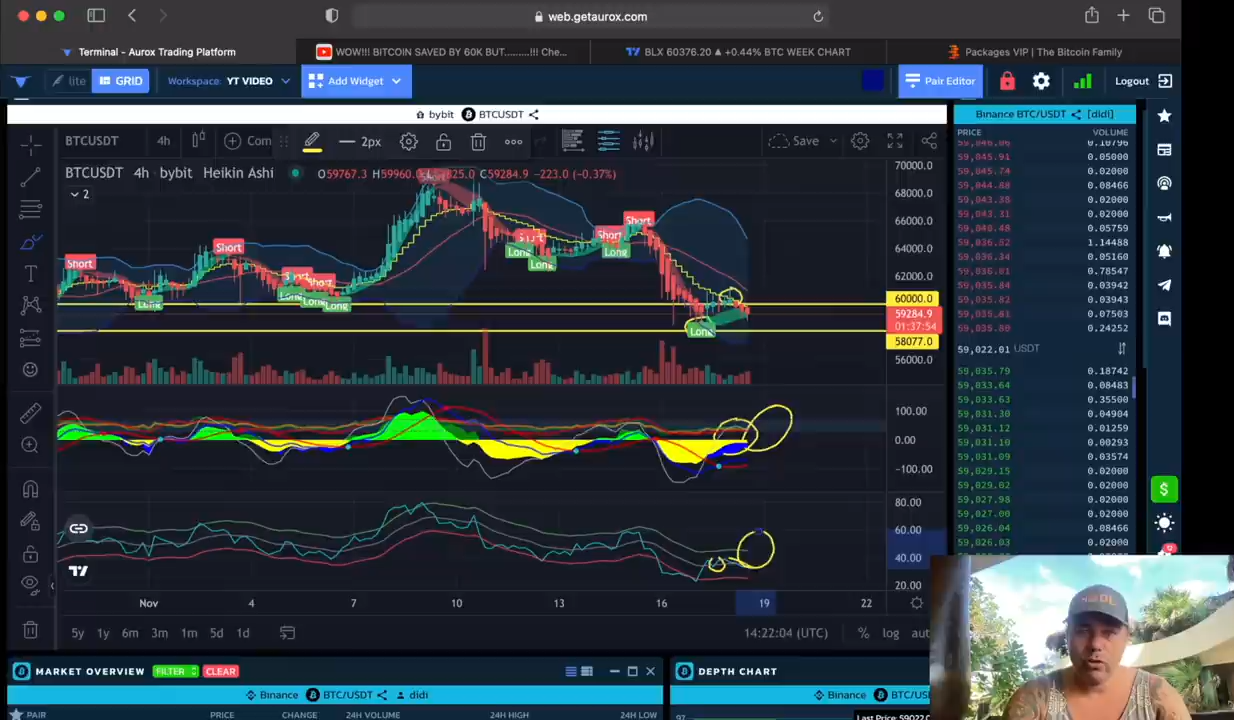 web.getaurox.com
Terminal - Aurox Trading Platform
WOW!!! BITCOIN SAVED BY 60K BUT.........!!! Che...
BLX 60376.20 ▲ +0.44% BTC WEEK CHART
Packages VIP | The Bitcoin Family
lite
GRID
Workspace: YT VIDEO
Add Widget
Pair Editor
Logout
bybit BTCUSDT
Binance BTC/USDT [didi]
BTCUSDT 4h Com 2px Save
PRICE VOLUME
BTCUSDT 4h bybit Heikin Ashi O59767.3 H59960.0 C59284.9 -223.0 (-0.37%)
2
70000.0
68000.0
66000.0
64000.0
62000.0
60000.0
59284.9
01:37:54
58077.0
56000.0
Short
Short
Short
Short
Short
Short
Long
Long
Long
Long
Long
Long
Long
Long
100.00
0.00
-100.00
80.00
60.00
40.00
20.00
Nov 4 7 10 13 16 19 22
5y 1y 6m 3m 1m 5d 1d 14:22:04 (UTC) % log
59,046.06 0.10796
59,045.91 0.05000
59,045.74 0.02000
59,044.88 0.08466
59,043.38 0.02000
59,043.31 0.02000
59,040.48 0.05759
59,036.52 1.14488
59,036.34 0.05160
59,036.01 0.78547
59,035.84 0.03942
59,035.82 0.03943
59,035.81 0.07503
59,035.80 0.24252
59,022.01 USDT
59,035.79 0.18742
59,033.64 0.08483
59,033.63 0.35500
59,031.30 0.04904
59,031.12 0.01259
59,031.10 0.00293
59,031.09 0.03574
59,029.15 0.02000
59,029.02 0.02000
59,027.98 0.02000
59,027.00 0.02000
59,026.04 0.08466
59,026.03 0.02000
MARKET OVERVIEW FILTER CLEAR
DEPTH CHART
Binance BTC/USDT didi
Binance BTC/USD
PAIR PRICE CHANGE 24H VOLUME 24H HIGH 24H LOW
97
Last Price: 59022.0